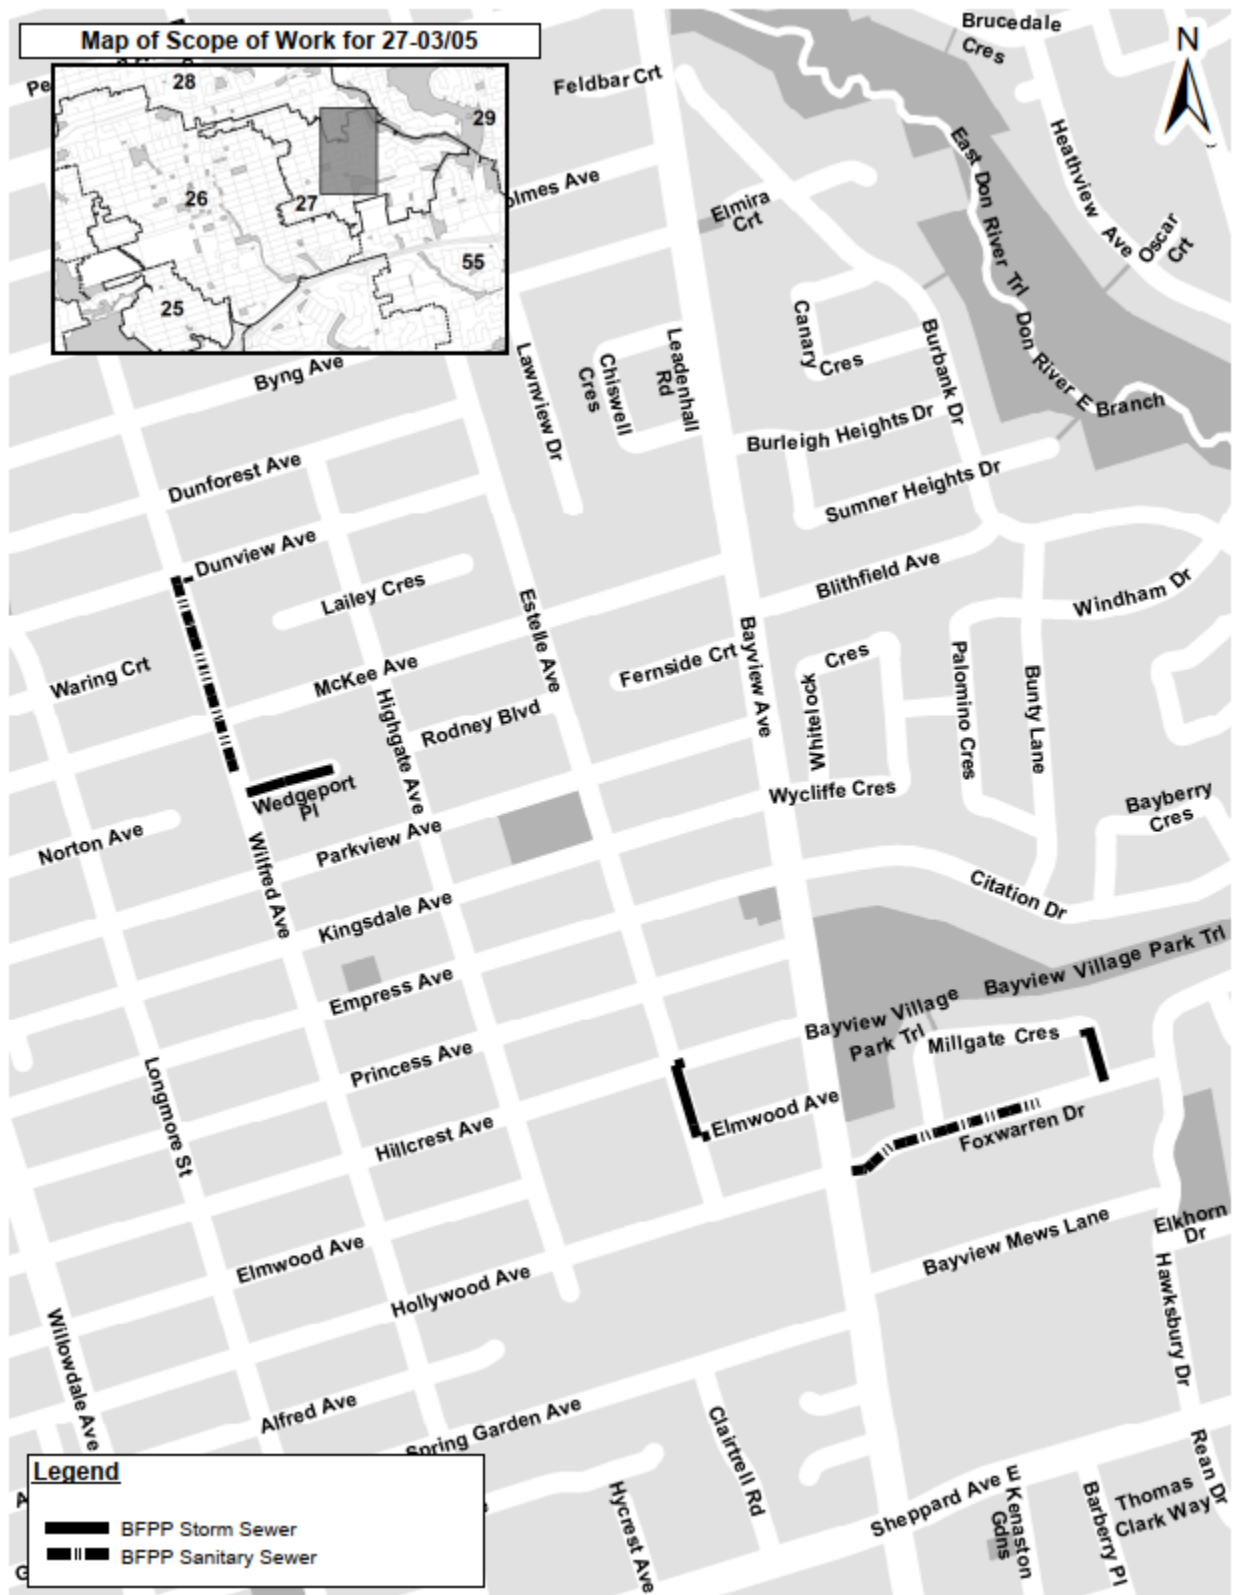 Map of Scope of Work for 27-03/05
28
29
26
27
55
25
N
Brucedale
Cres
Feldbar Crt
Heathview Ave
Oscar
Crt
East Don River Trl
Don River E Branch
Elmira
Crt
Canary
Cres
Burbank Dr
Leadenhall
Rd
Chiswell
Cres
Lawnview Dr
Byng Ave
Burleigh Heights Dr
Sumner Heights Dr
Dunforest Ave
Dunview Ave
Lailey Cres
Blithfield Ave
Windham Dr
Estelle Ave
Bayview Ave
Fernside Crt
Waring Crt
McKee Ave
Highgate Ave
Rodney Blvd
Whitelock
Cres
Palomino Cres
Bunty Lane
Wycliffe Cres
Bayberry
Cres
Wedgeport
Pl
Norton Ave
Wilfred Ave
Parkview Ave
Kingsdale Ave
Citation Dr
Empress Ave
Bayview Village Park Trl
Bayview Village
Park Trl
Millgate Cres
Princess Ave
Longmore St
Elmwood Ave
Foxwarren Dr
Hillcrest Ave
Elmwood Ave
Bayview Mews Lane
Elkhorn
Dr
Hollywood Ave
Hawksbury Dr
Willowdale Ave
Alfred Ave
Spring Garden Ave
Clairtrell Rd
Hycrest Ave
Sheppard Ave E
Kenaston
Gdns
Barberry Pl
Thomas
Clark Way
Rean Dr
Legend
BFPP Storm Sewer
BFPP Sanitary Sewer